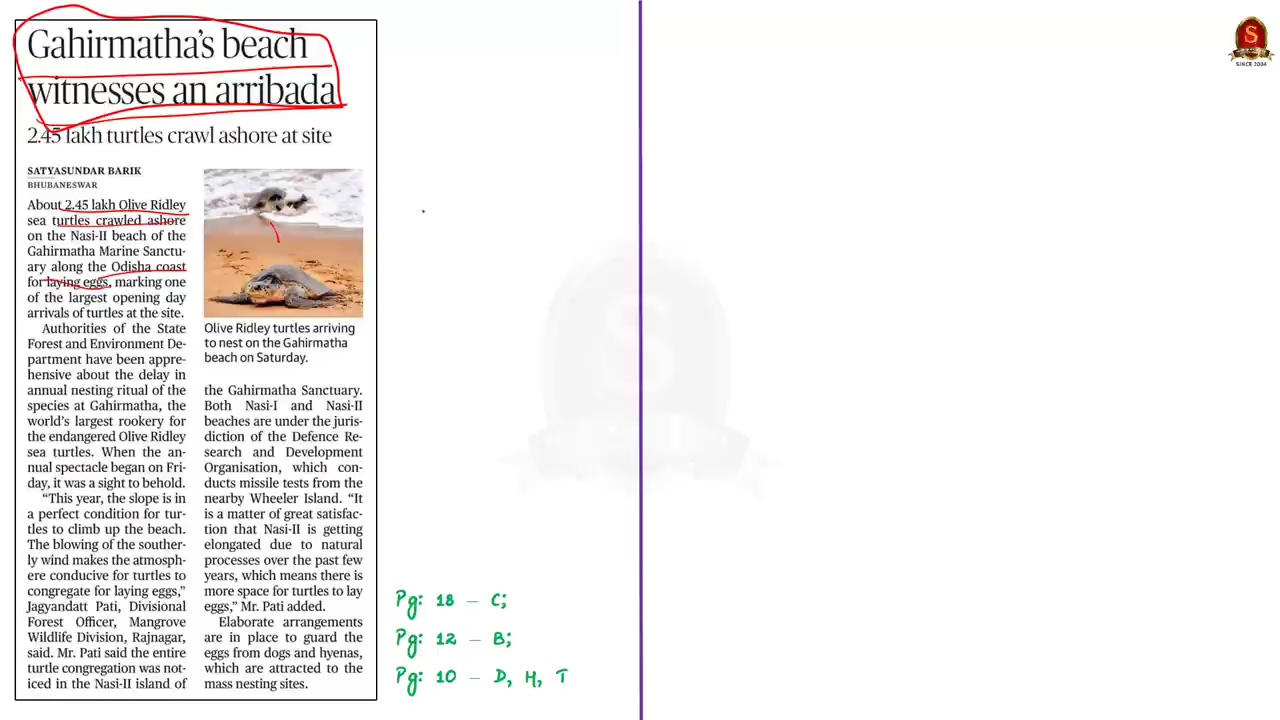 Gahirmatha's beach
witnesses an arribada
2.45 lakh turtles crawl ashore at site
SATYASUNDAR BARIK
BHUBANESWAR
About 2.45 lakh Olive Ridley
sea turtles crawled ashore
on the Nasi-II beach of the
Gahirmatha Marine Sanctu-
ary along the Odisha coast
for laying eggs, marking one
of the largest opening day
arrivals of turtles at the site.
Authorities of the State
Forest and Environment De-
partment have been appre-
hensive about the delay in
annual nesting ritual of the
species at Gahirmatha, the
world's largest rookery for
the endangered Olive Ridley
sea turtles. When the an-
nual spectacle began on Fri-
day, it was a sight to behold.
"This year, the slope is in
a perfect condition for tur-
tles to climb up the beach.
The blowing of the souther-
ly wind makes the atmosph-
ere conducive for turtles to
congregate for laying eggs,"
Jagyandatt Pati, Divisional
Forest Officer, Mangrove
Wildlife Division, Rajnagar,
said. Mr. Pati said the entire
turtle congregation was not-
iced in the Nasi-II island of
Olive Ridley turtles arriving
to nest on the Gahirmatha
beach on Saturday.
the Gahirmatha Sanctuary.
Both Nasi-I and Nasi-II
beaches are under the juris-
diction of the Defence Re-
search and Development
Organisation, which con-
ducts missile tests from the
nearby Wheeler Island. "It
is a matter of great satisfac-
tion that Nasi-II is getting
elongated due to natural
processes over the past few
years, which means there is
more space for turtles to lay
eggs," Mr. Pati added.
Elaborate arrangements
are in place to guard the
eggs from dogs and hyenas,
which are attracted to the
mass nesting sites.
Pg: 18 – C;
Pg: 12 – B;
Pg: 10 – D, H, T
S
SINCE 2004
S